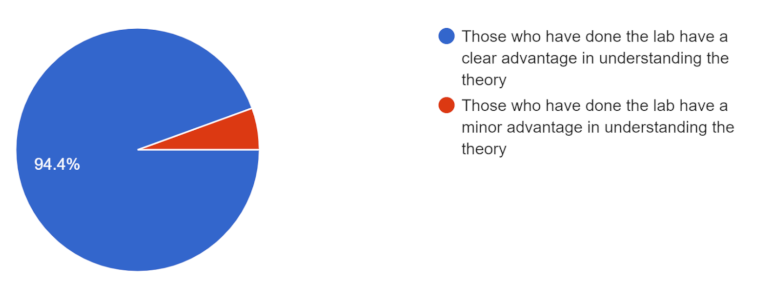 Those who have done the lab have a
clear advantage in understanding the
theory
Those who have done the lab have a
minor advantage in understanding the
theory
94.4%